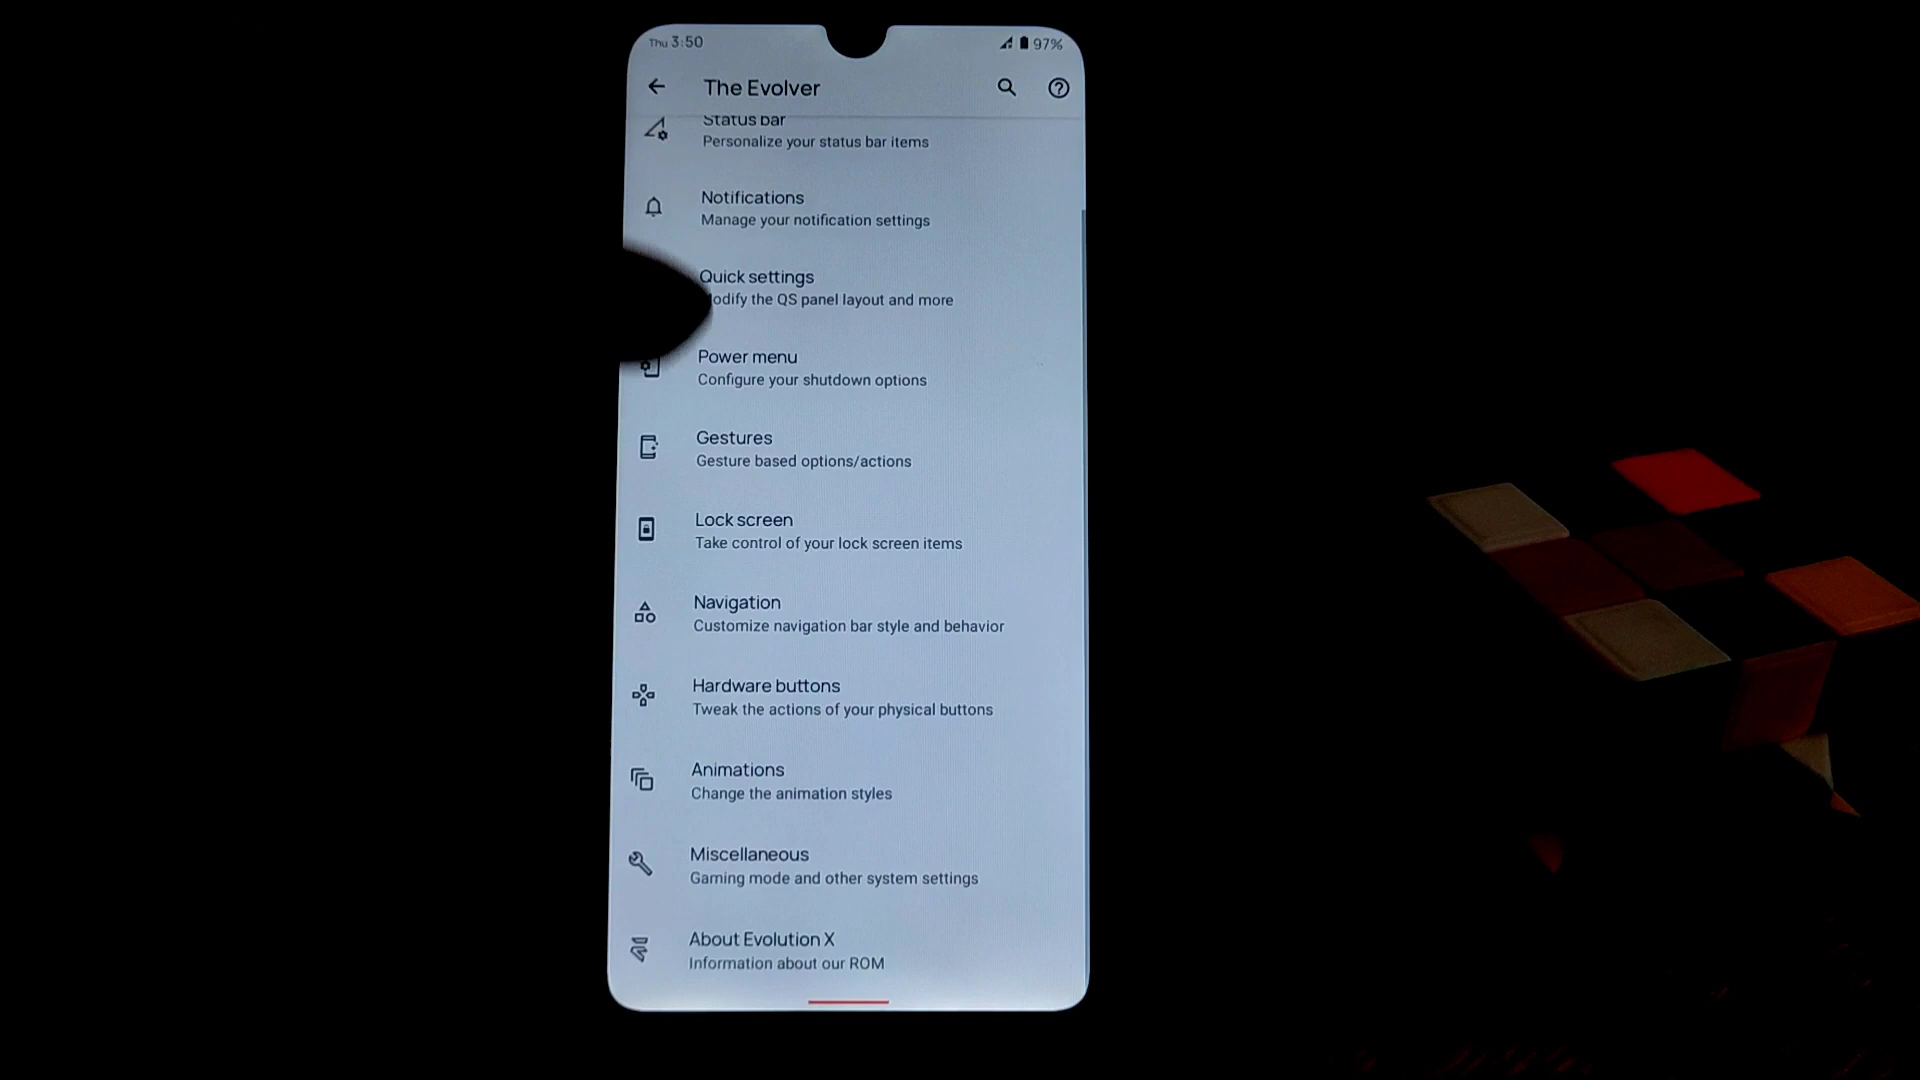 Thu 3:50
97%
The Evolver
Status bar
Personalize your status bar items
Notifications
Manage your notification settings
Quick settings
odify the QS panel layout and more
Power menu
Configure your shutdown options
Gestures
Gesture based options/actions
Lock screen
Take control of your lock screen items
Navigation
Customize navigation bar style and behavior
Hardware buttons
Tweak the actions of your physical buttons
Animations
Change the animation styles
Miscellaneous
Gaming mode and other system settings
About Evolution X
Information about our ROM